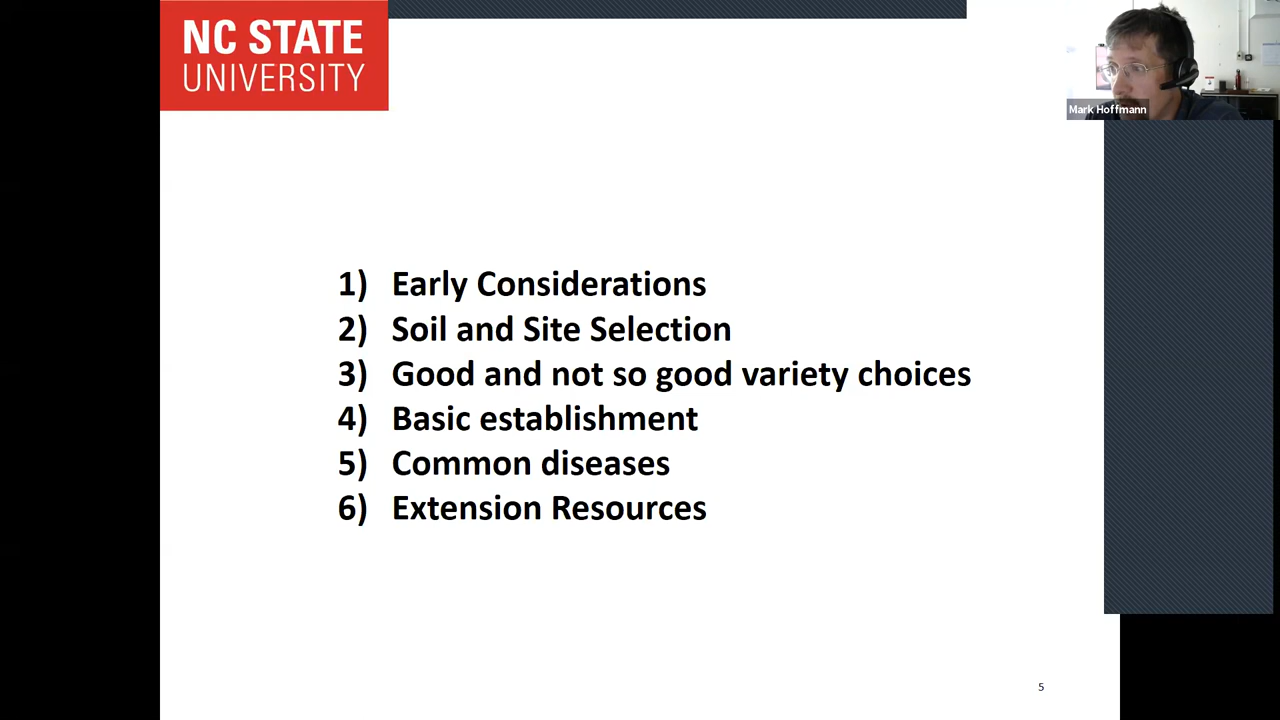 NC STATE
UNIVERSITY
Mark Hoffmann
1) Early Considerations
2) Soil and Site Selection
3) Good and not so good variety choices
4) Basic establishment
5) Common diseases
6) Extension Resources
5